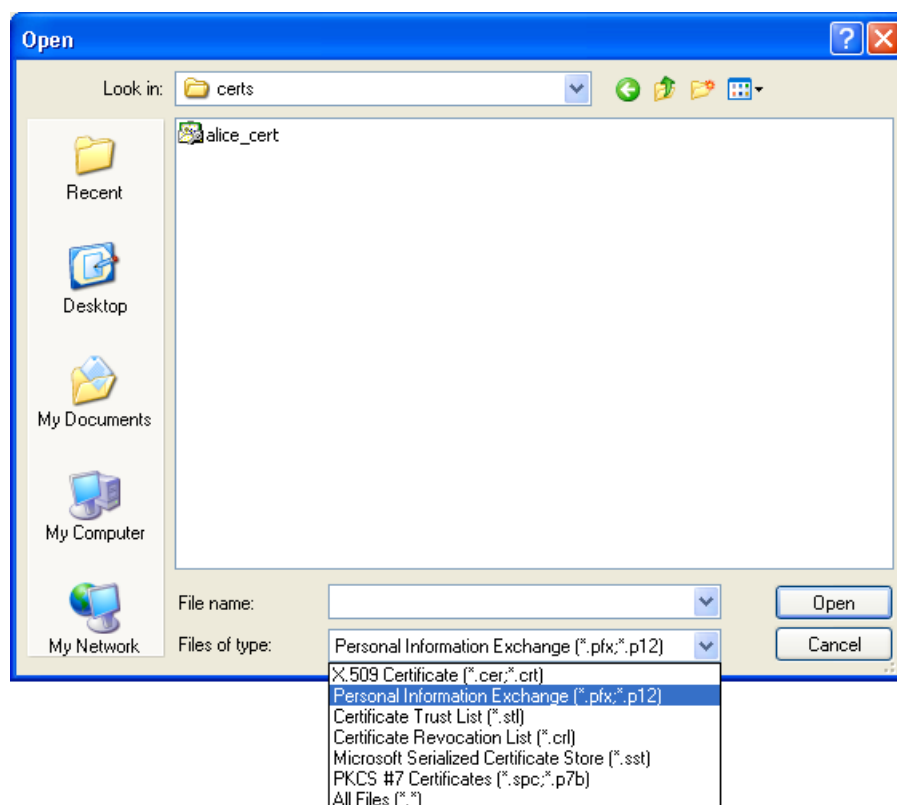 Open
Look in: certs
alice_cert
Recent
Desktop
My Documents
My Computer
My Network
File name:
Open
Files of type: Personal Information Exchange (*.pfx;*.p12)
Cancel
X.509 Certificate (*.cer;*.crt)
Personal Information Exchange (*.pfx;*.p12)
Certificate Trust List (*.stl)
Certificate Revocation List (*.crl)
Microsoft Serialized Certificate Store (*.sst)
PKCS #7 Certificates (*.spc;*.p7b)
All Files (*.*)